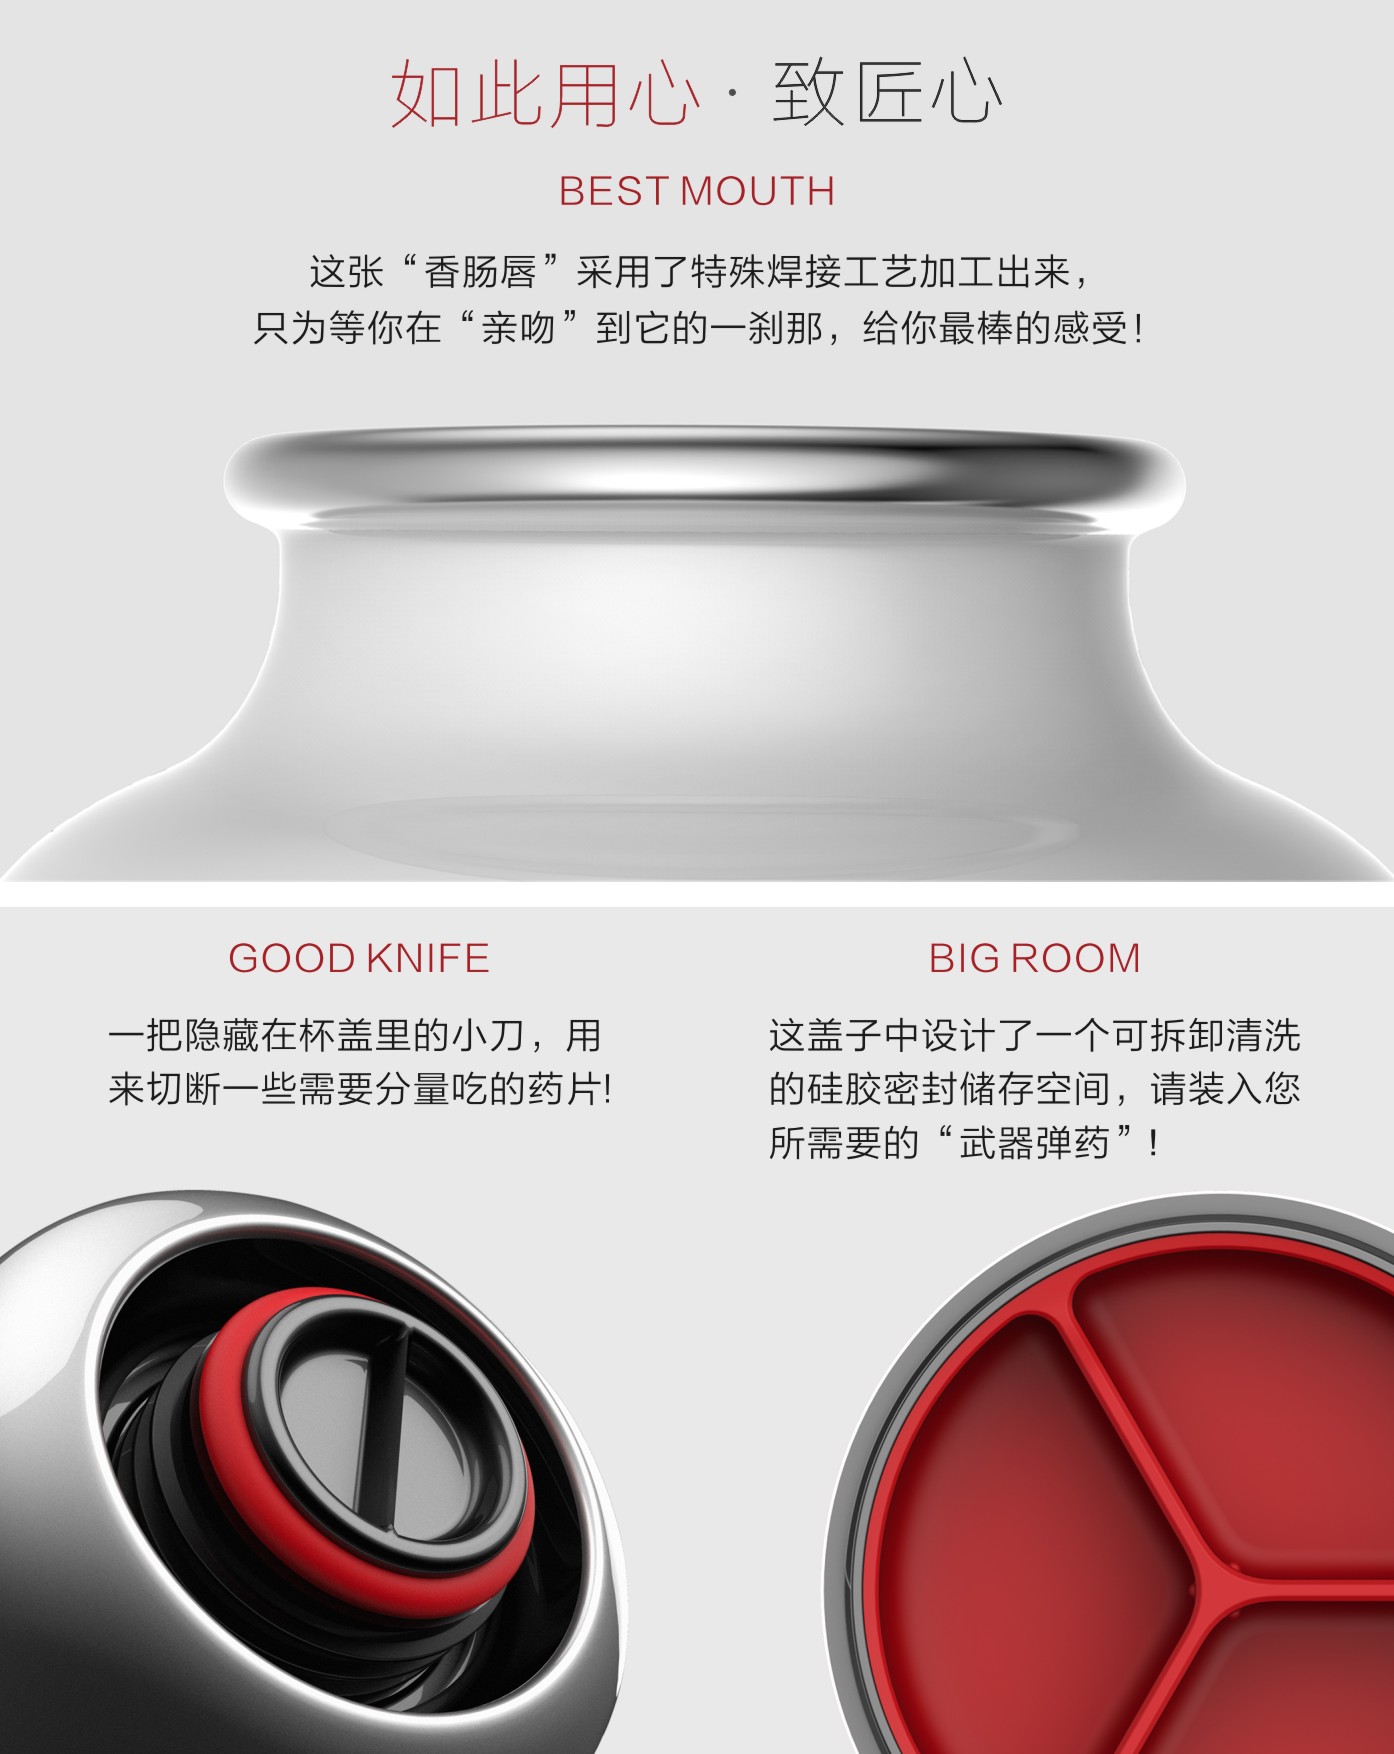 如此用心·致匠心
BEST MOUTH
这张“香肠唇”采用了特殊焊接工艺加工出来，
只为等你在“亲吻”到它的一刹那，给你最棒的感受！
GOOD KNIFE
一把隐藏在杯盖里的小刀，用
来切断一些需要分量吃的药片！
BIG ROOM
这盖子中设计了一个可拆卸清洗
的硅胶密封储存空间，请装入您
所需要的“武器弹药”！